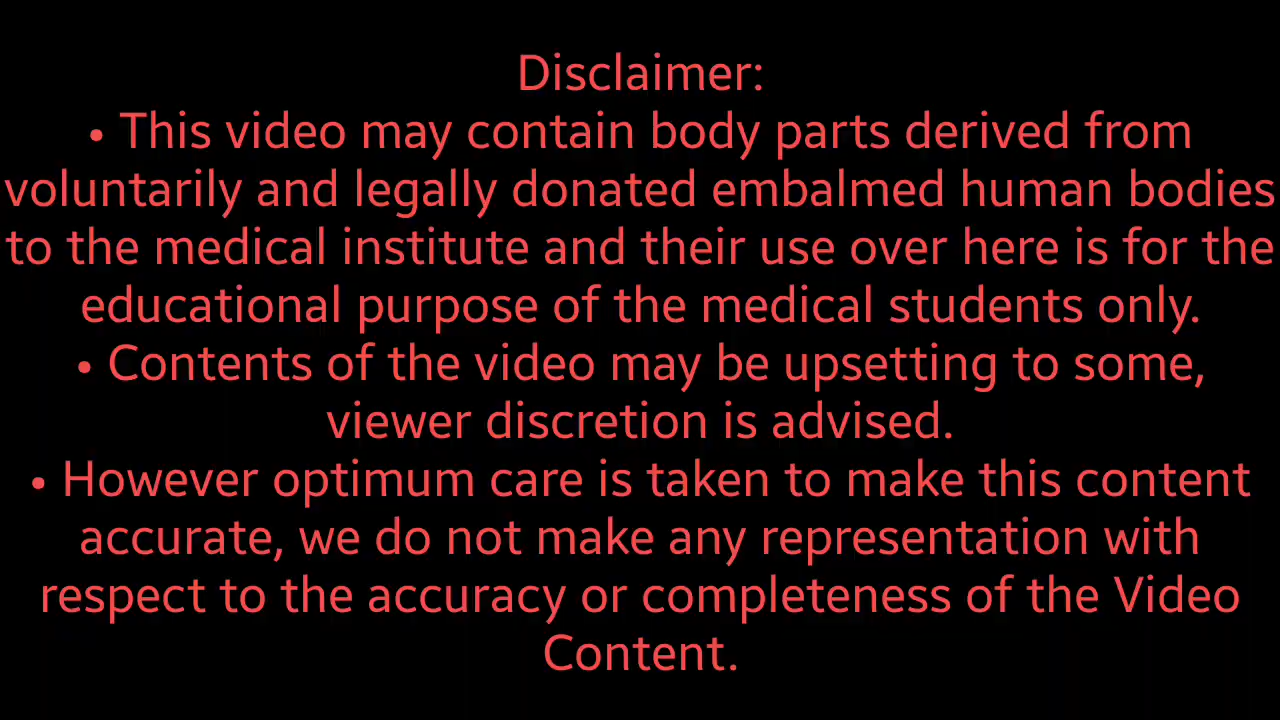 Disclaimer:
• This video may contain body parts derived from
voluntarily and legally donated embalmed human bodies
to the medical institute and their use over here is for the
educational purpose of the medical students only.
• Contents of the video may be upsetting to some,
viewer discretion is advised.
• However optimum care is taken to make this content
accurate, we do not make any representation with
respect to the accuracy or completeness of the Video
Content.